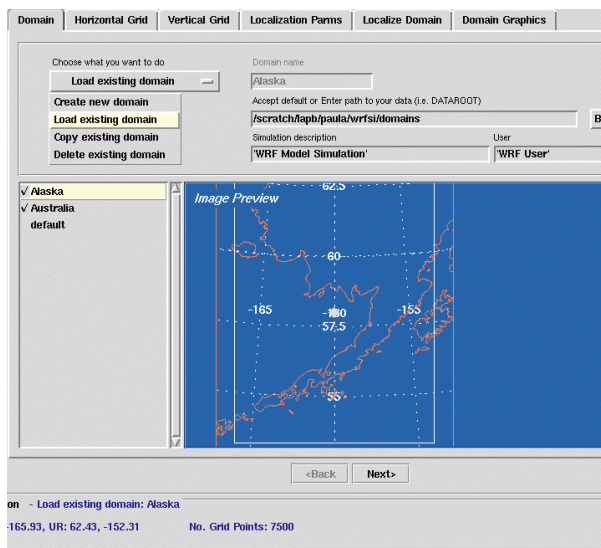 Domain Horizontal Grid Vertical Grid Localization Parms Localize Domain Domain Graphics
Choose what you want to do
Load existing domain
Create new domain
Load existing domain
Copy existing domain
Delete existing domain
Domain name
Alaska
Accept default or Enter path to your data (i.e. DATAROOT)
/scratch/lapb/paula/wrfsi/domains
B
Simulation description User
'WRF Model Simulation' 'WRF User'
✓ Alaska
✓ Australia
default
Image Preview
62.5
60
-165 -160 -155
57.5
55
<Back Next>
on - Load existing domain: Alaska
-165.93, UR: 62.43, -152.31 No. Grid Points: 7500